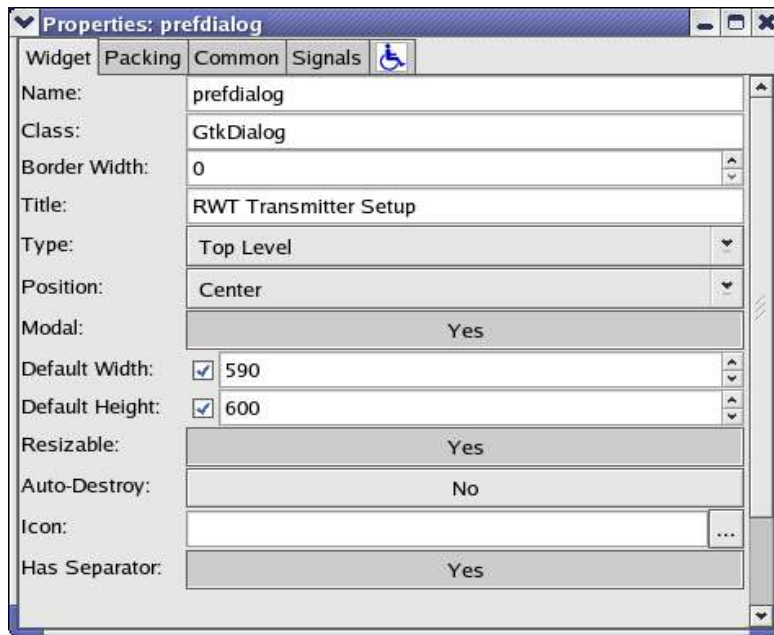 Properties: prefdialog
Widget Packing Common Signals
Name: prefdialog
Class: GtkDialog
Border Width: 0
Title: RWT Transmitter Setup
Type: Top Level
Position: Center
Modal: Yes
Default Width: 590
Default Height: 600
Resizable: Yes
Auto-Destroy: No
Icon: ...
Has Separator: Yes